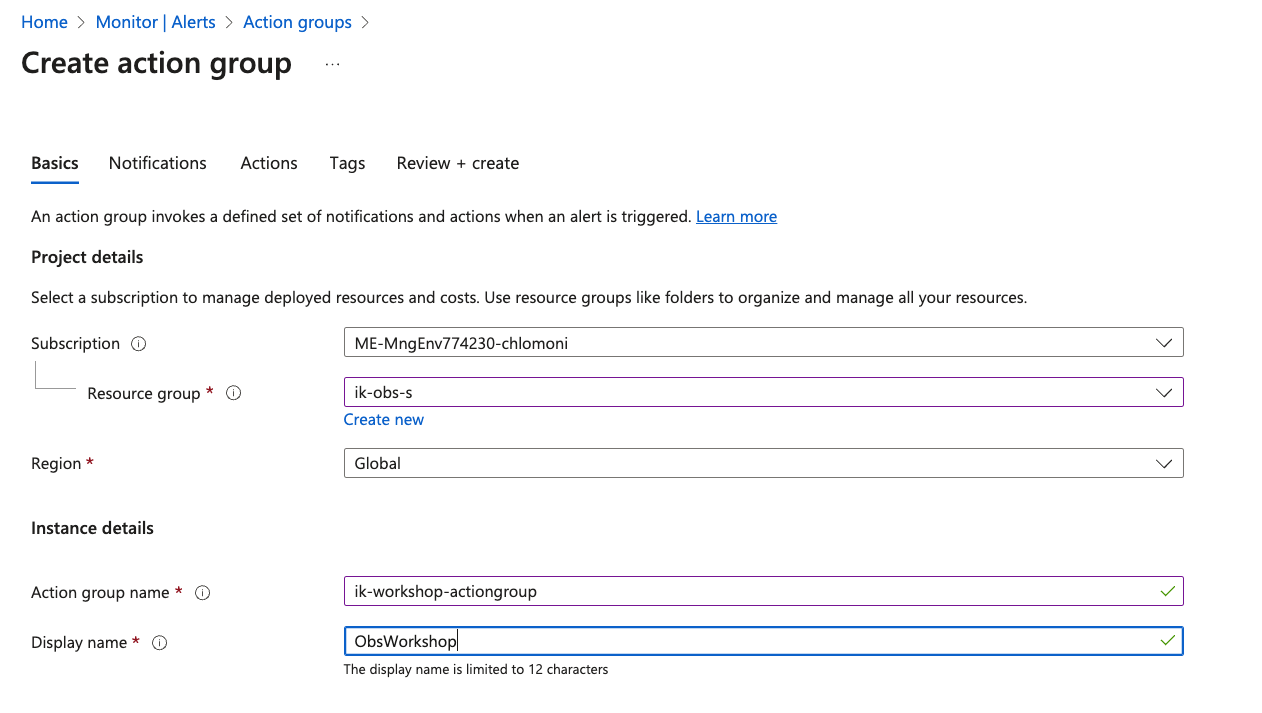 Home > Monitor | Alerts > Action groups >
Create action group ...
Basics Notifications Actions Tags Review + create
An action group invokes a defined set of notifications and actions when an alert is triggered. Learn more
Project details
Select a subscription to manage deployed resources and costs. Use resource groups like folders to organize and manage all your resources.
Subscription ME-MngEnv774230-chlomoni
Resource group * ik-obs-s
Create new
Region * Global
Instance details
Action group name * ik-workshop-actiongroup
Display name * ObsWorkshop
The display name is limited to 12 characters